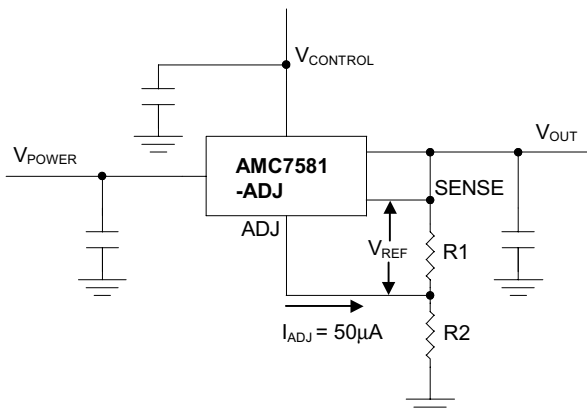 VCONTROL
VPOWER
AMC7581
-ADJ
VOUT
SENSE
ADJ
VREF
R1
IADJ = 50μA
R2